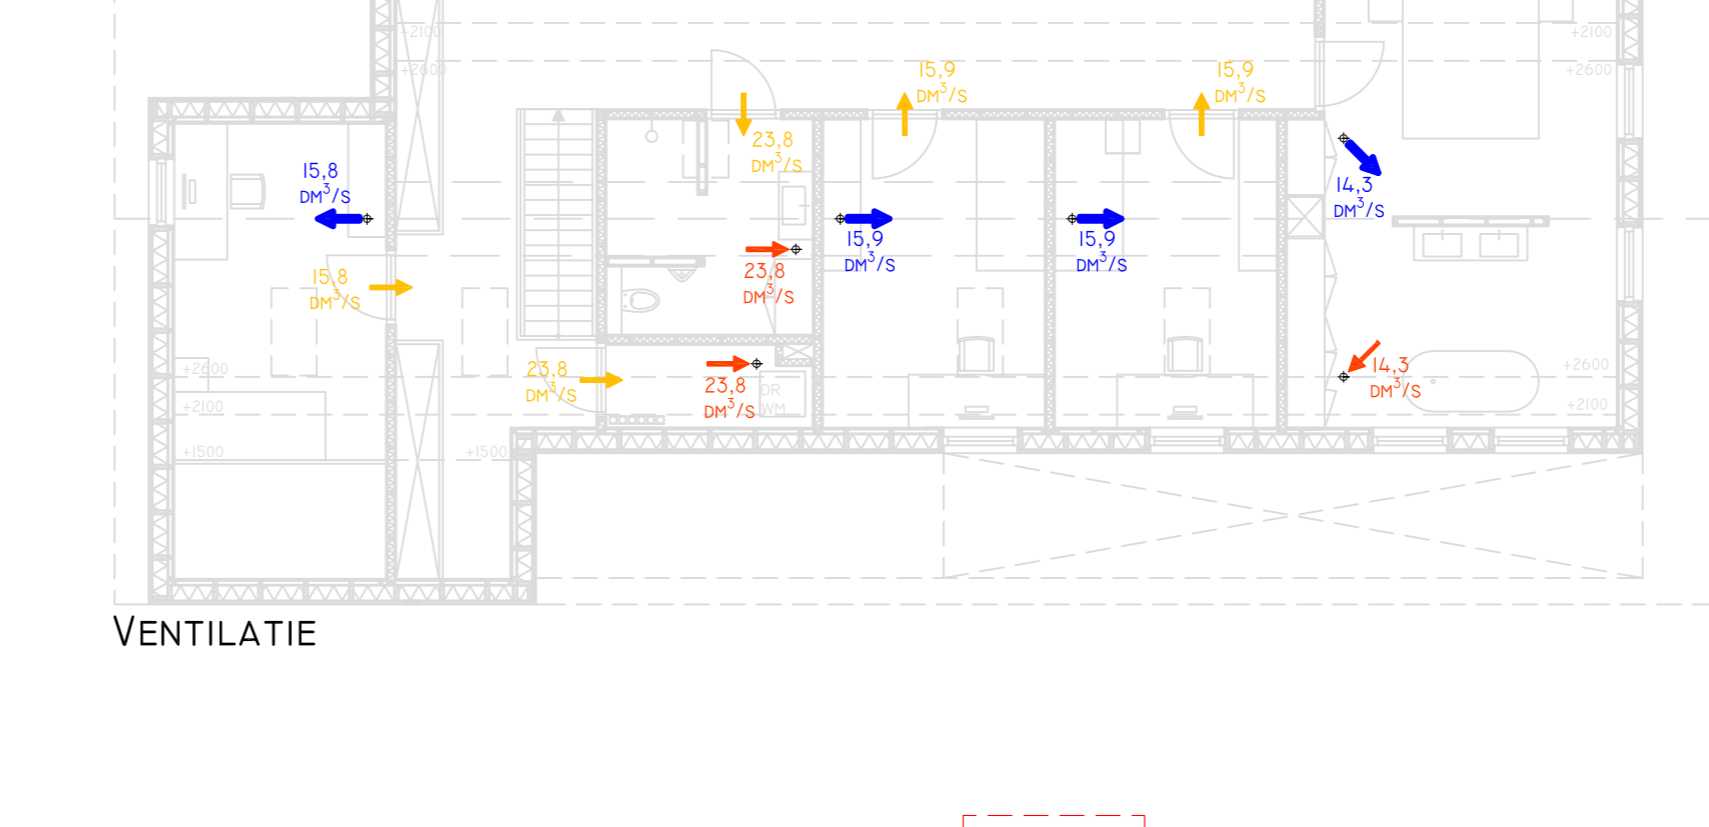 +2100
+2100
+2600
+2600
15,9
DM³/S
15,9
DM³/S
23,8
DM³/S
15,8
DM³/S
14,3
DM³/S
15,9
DM³/S
15,9
DM³/S
15,8
DM³/S
23,8
DM³/S
+2600
23,8
DM³/S
23,8
DM³/S
14,3
DM³/S
+2600
DR
WM
+2100
+2100
+1500
+1500
VENTILATIE